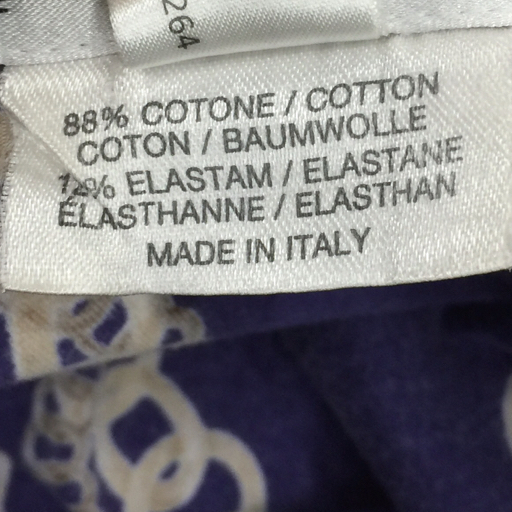 264
88% COTONE / COTTON
COTON / BAUMWOLLE
12% ELASTAM / ELASTANE
ÉLASTHANNE / ELASTHAN
MADE IN ITALY